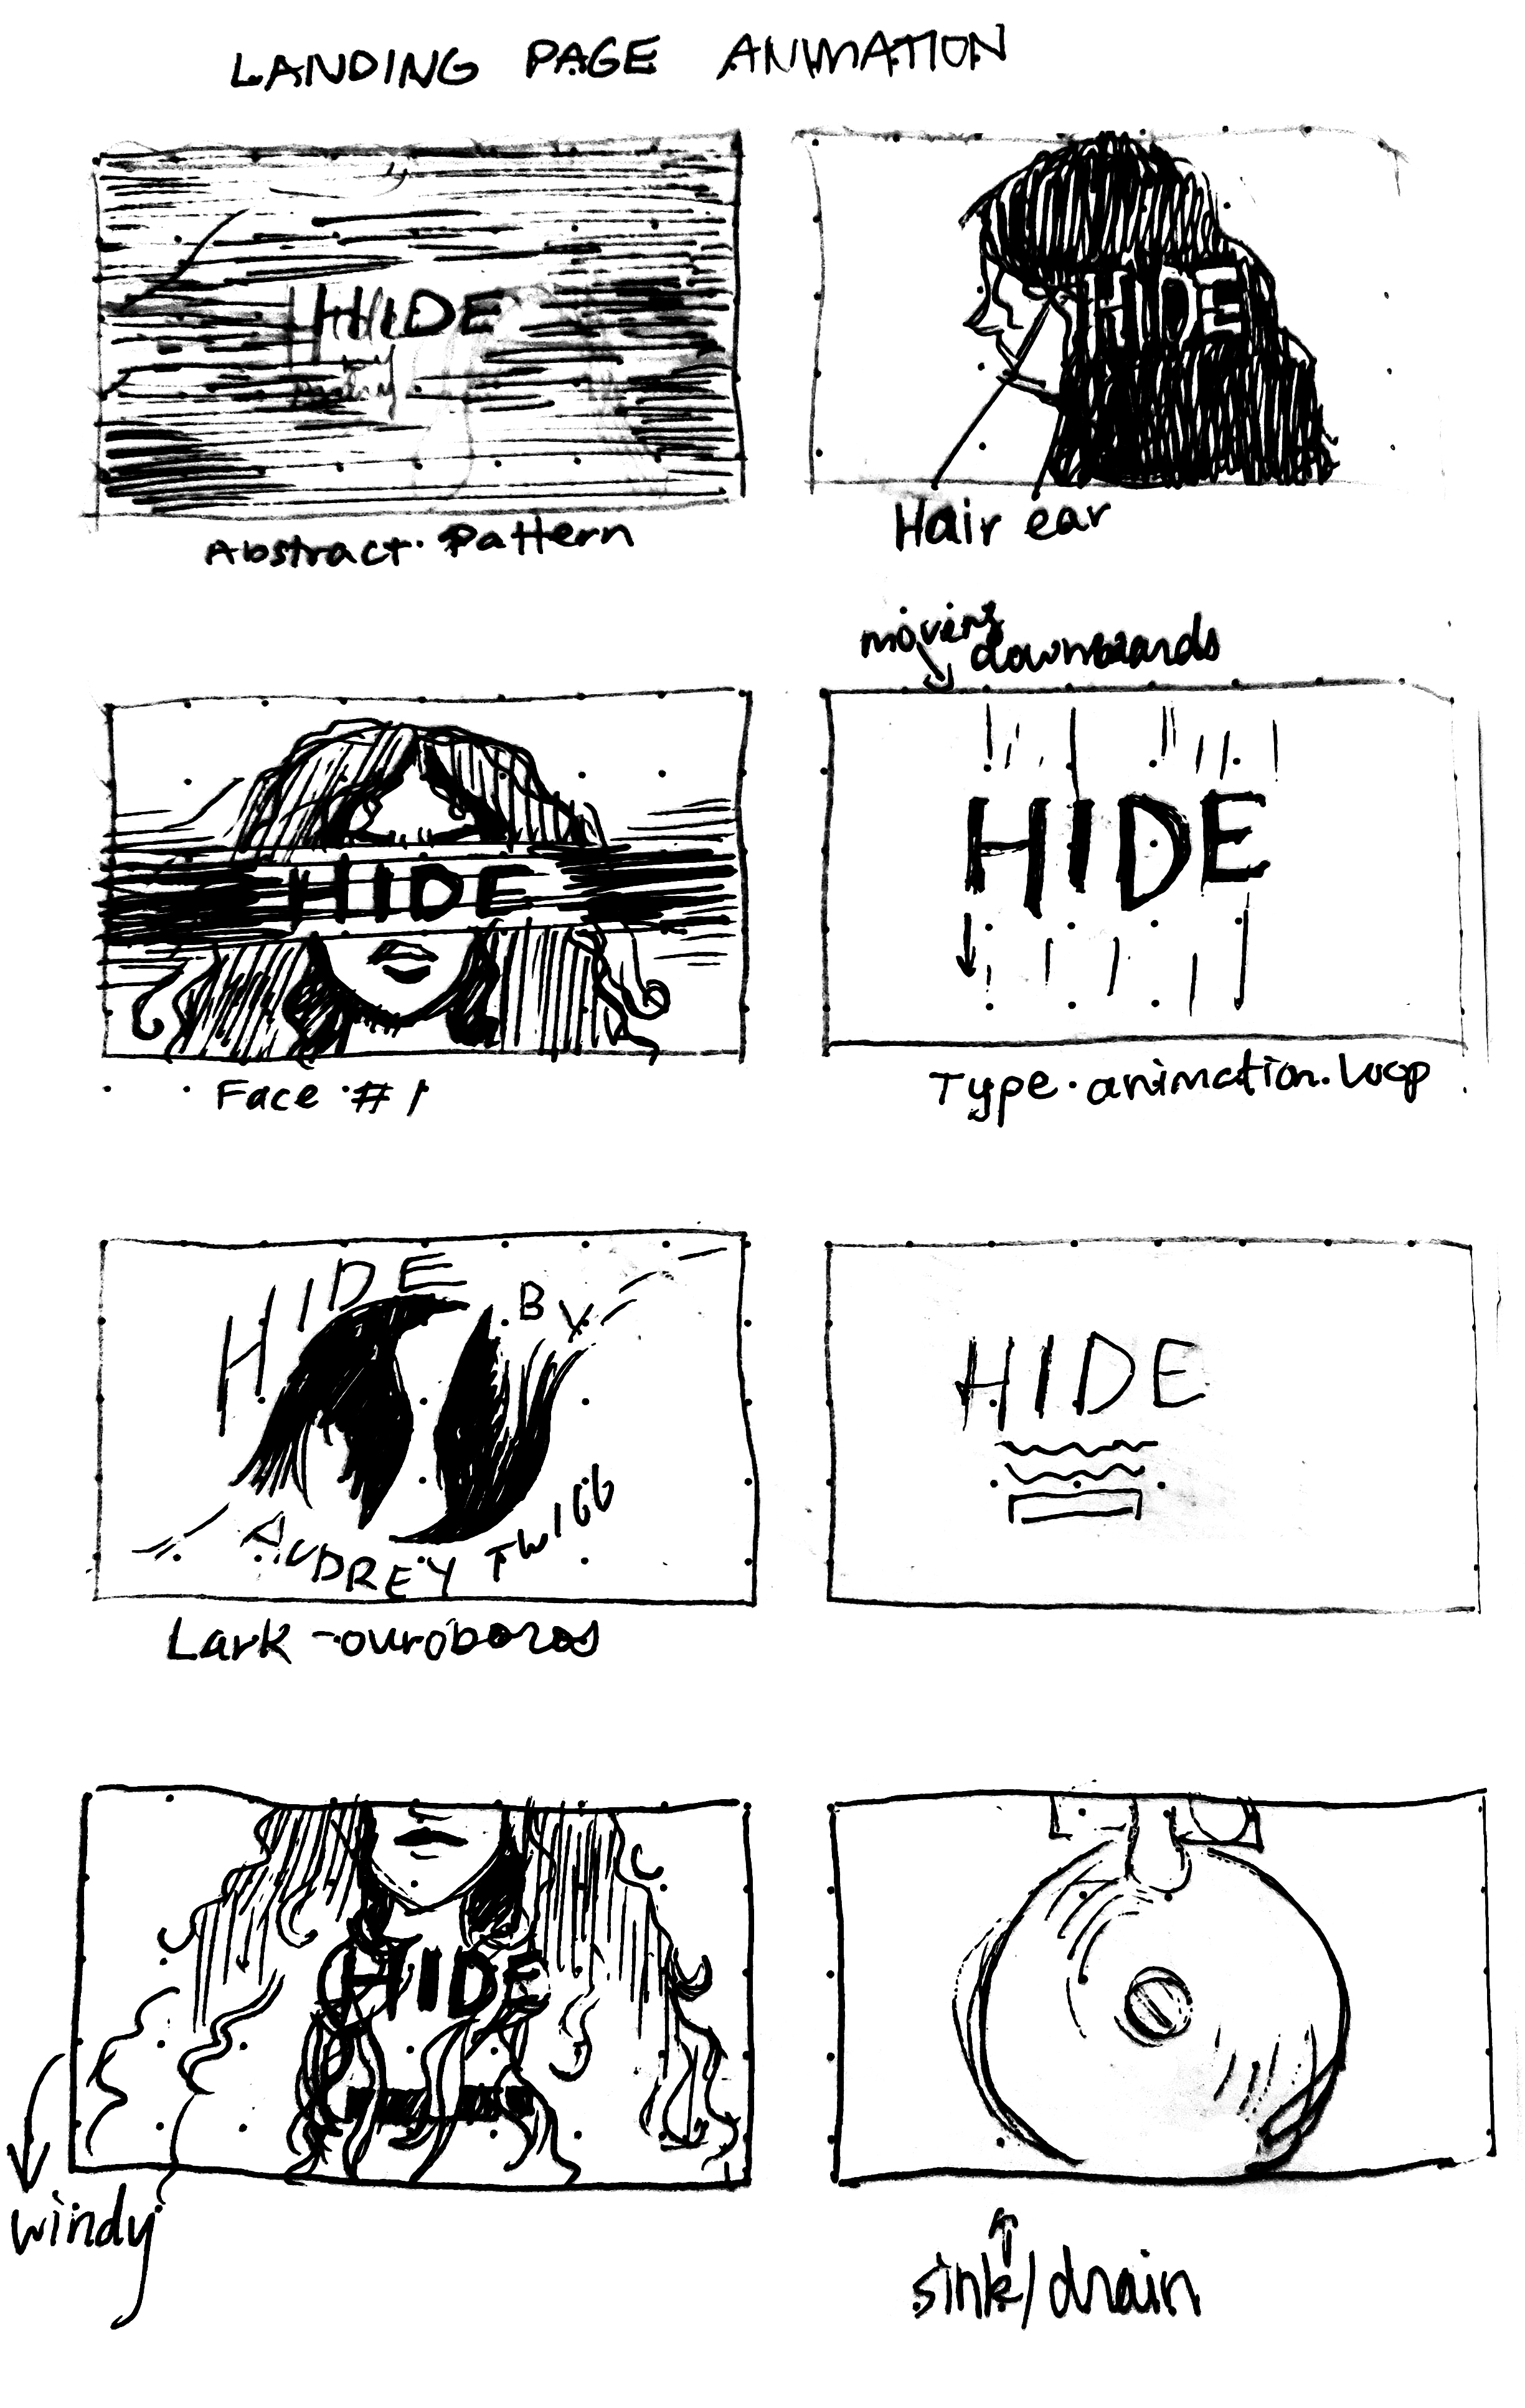 LANDING PAGE ANIMATION
HIDE
by
Abstract Pattern
HIDE
Hair ear
HIDE
Face #1
moving
downwards
HIDE
Type animation loop
HIDE BY
AUDREY TWIGG
Lark - ouroboros
HIDE
HIDE
windy
sink/drain